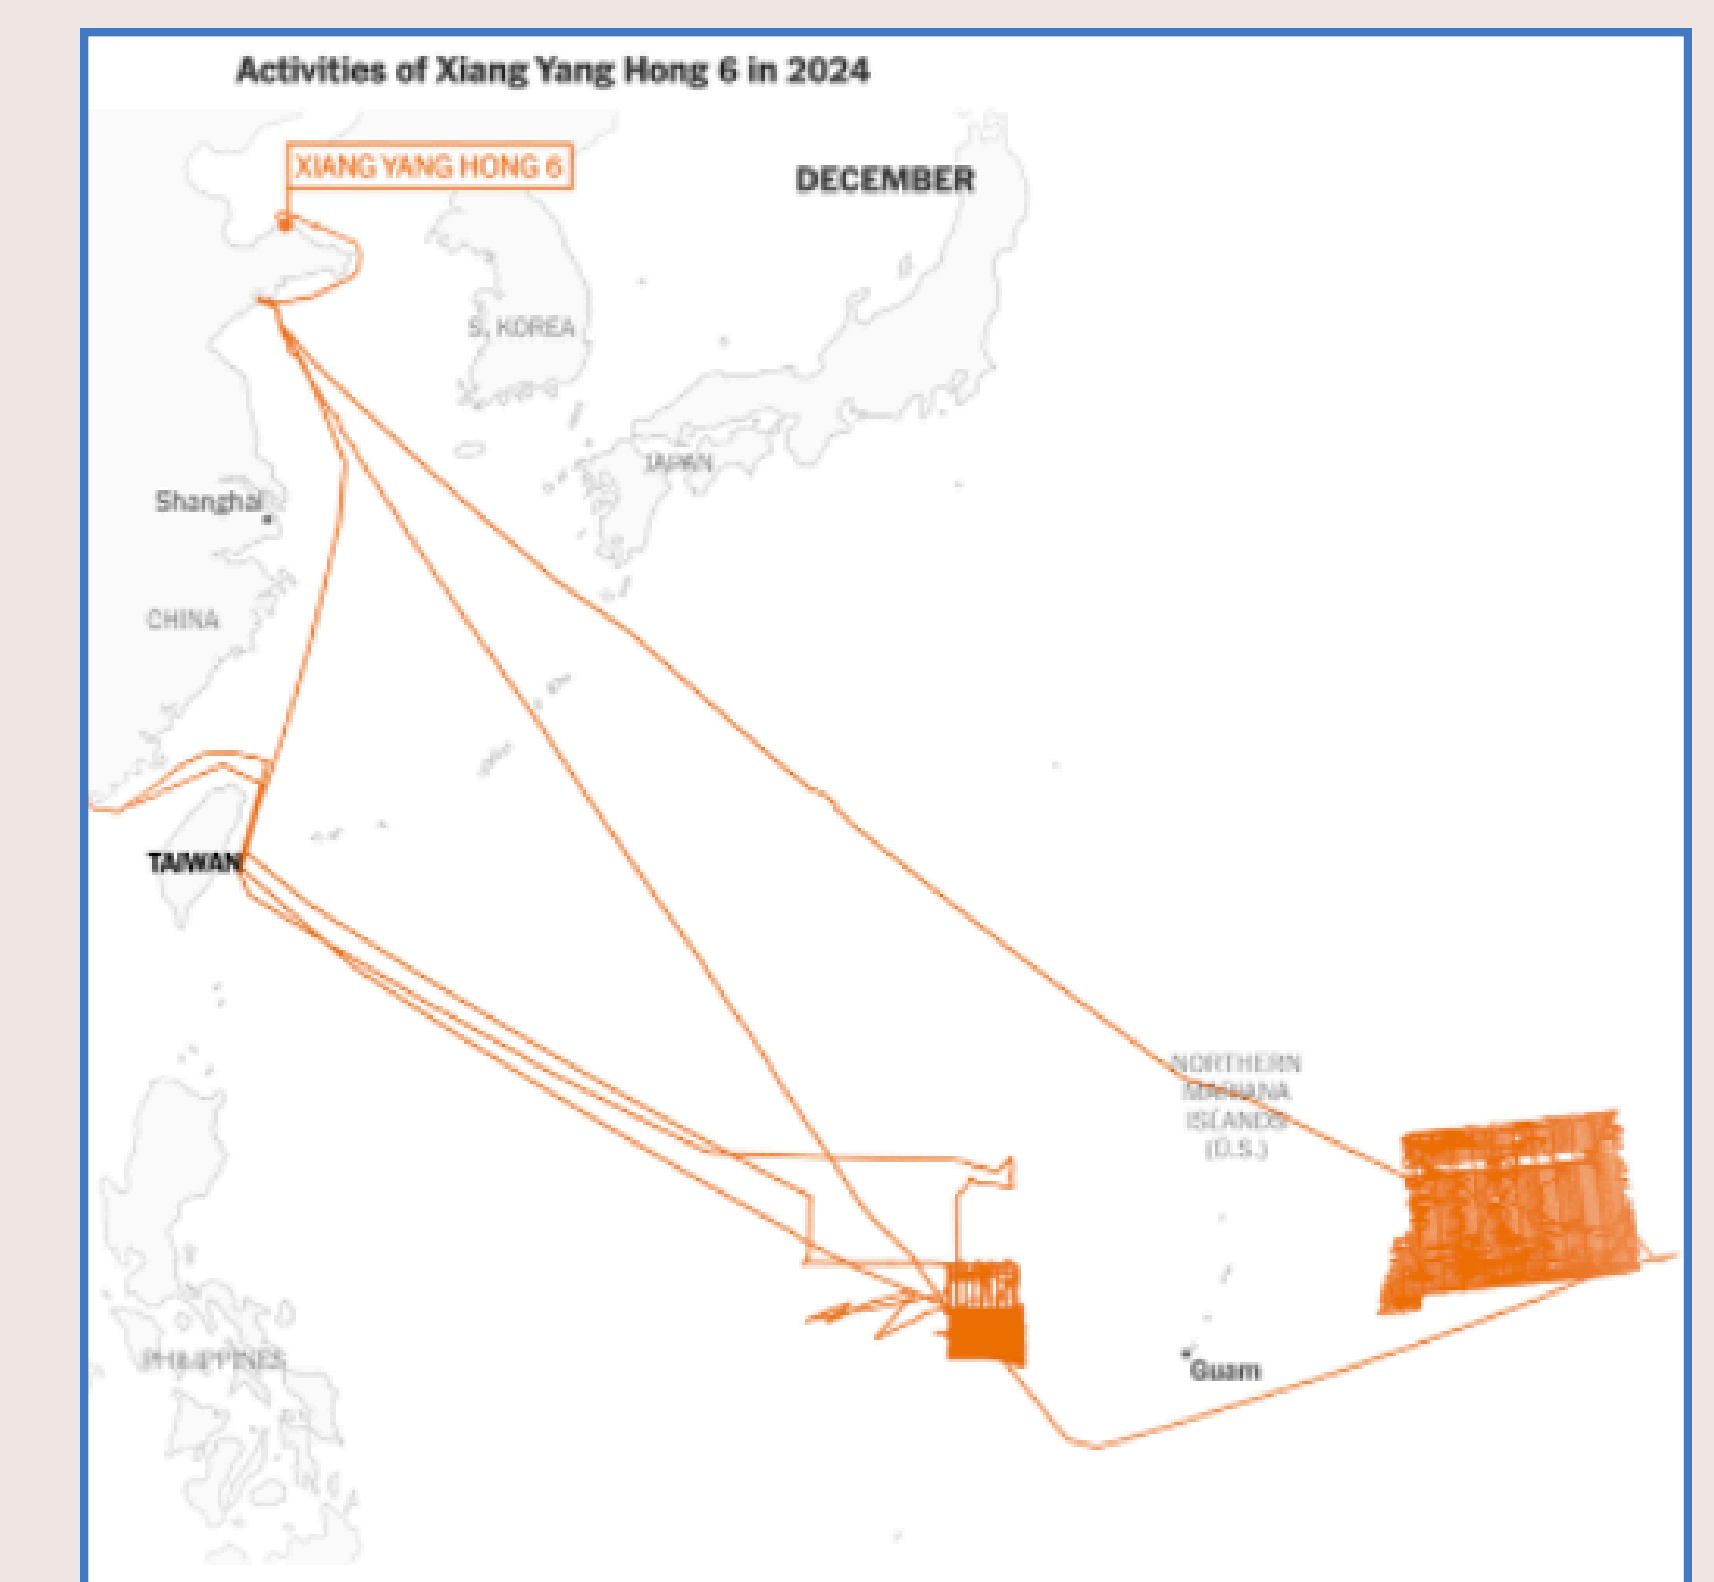 Activities of Xiang Yang Hong 6 in 2024
XIANG YANG HONG 6
DECEMBER
S. KOREA
JAPAN
Shanghai
CHINA
TAIWAN
NORTHERN
MARIANA
ISLANDS
(U.S.)
PHILIPPINES
Guam